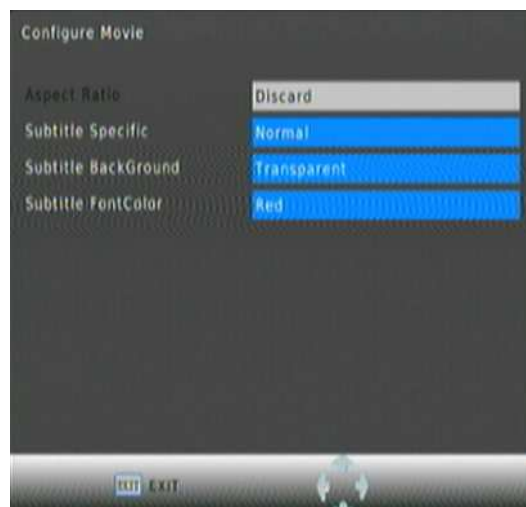 Configure Movie
Aspect Ratio Discard
Subtitle Specific Normal
Subtitle BackGround Transparent
Subtitle FontColor Red
EXIT EXIT